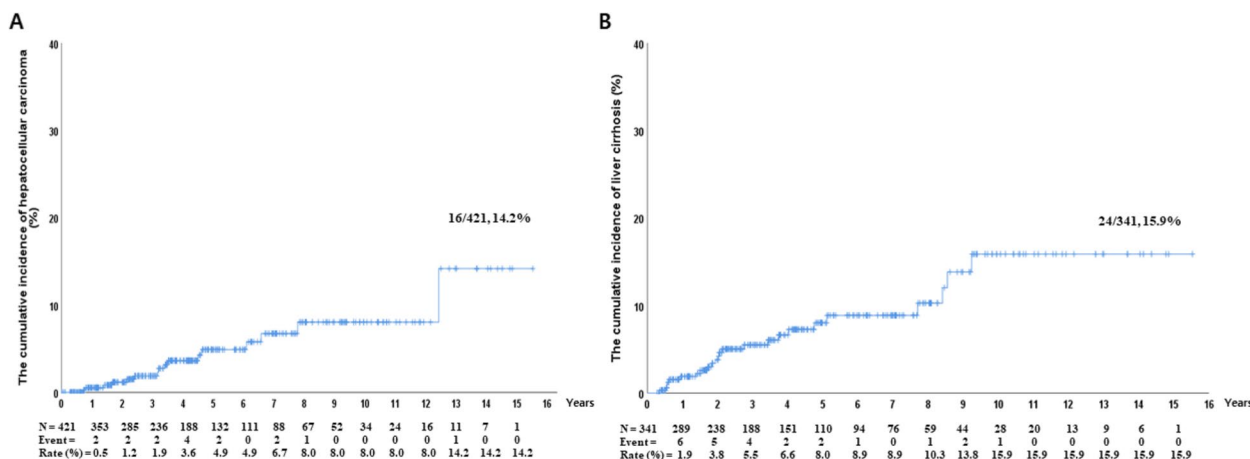 A
The cumulative incidence of hepatocellular carcinoma
(%)
40
30
20
10
0
16/421, 14.2%
0 1 2 3 4 5 6 7 8 9 10 11 12 13 14 15 16 Years
N = 421 353 285 236 188 132 111 88 67 52 34 24 16 11 7 1
Event = 2 2 2 4 2 0 2 1 0 0 0 0 1 0 0
Rate (%) = 0.5 1.2 1.9 3.6 4.9 4.9 6.7 8.0 8.0 8.0 8.0 8.0 14.2 14.2 14.2
B
The cumulative incidence of liver cirrhosis (%)
40
30
20
10
0
24/341, 15.9%
0 1 2 3 4 5 6 7 8 9 10 11 12 13 14 15 16 Years
N = 341 289 238 188 151 110 94 76 59 44 28 20 13 9 6 1
Event = 6 5 4 2 2 1 0 1 2 1 0 0 0 0 0
Rate (%) = 1.9 3.8 5.5 6.6 8.0 8.9 8.9 10.3 13.8 15.9 15.9 15.9 15.9 15.9 15.9